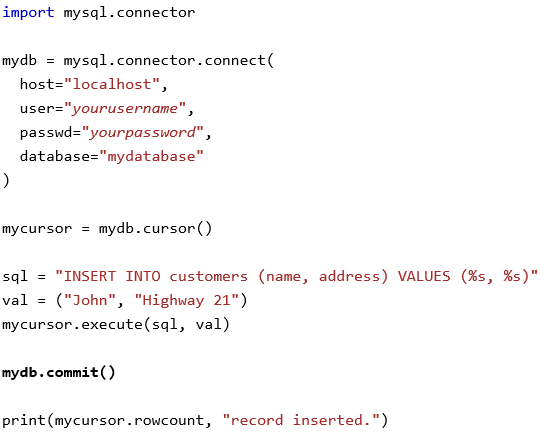 import mysql.connector
mydb = mysql.connector.connect(
  host="localhost",
  user="yourusername",
  passwd="yourpassword",
  database="mydatabase"
)
mycursor = mydb.cursor()
sql = "INSERT INTO customers (name, address) VALUES (%s, %s)"
val = ("John", "Highway 21")
mycursor.execute(sql, val)
mydb.commit()
print(mycursor.rowcount, "record inserted.")